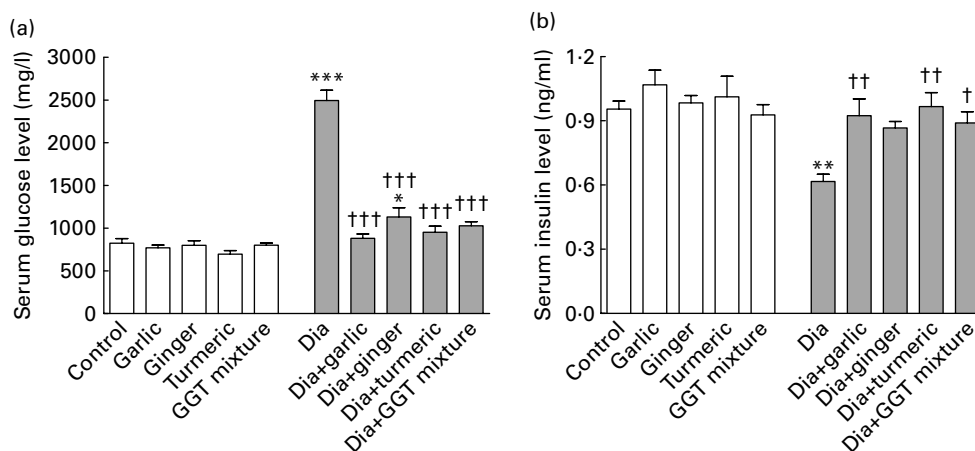 (a)
Serum glucose level (mg/l)
3000
2500
2000
1500
1000
500
0
***
†††
†††
*
†††
†††
Control
Garlic
Ginger
Turmeric
GGT mixture
Dia
Dia+garlic
Dia+ginger
Dia+turmeric
Dia+GGT mixture
(b)
Serum insulin level (ng/ml)
1·2
0·9
0·6
0·3
0·0
**
††
††
†
Control
Garlic
Ginger
Turmeric
GGT mixture
Dia
Dia+garlic
Dia+ginger
Dia+turmeric
Dia+GGT mixture